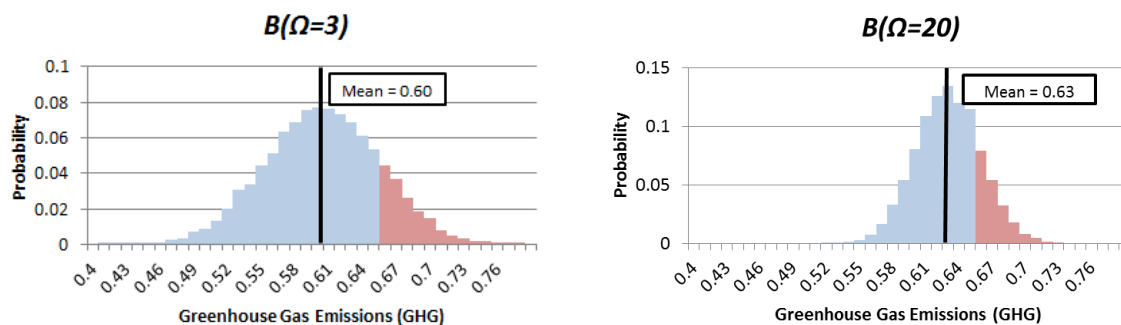 B(Ω=3)
0.1
0.08
0.06
0.04
0.02
0
Probability
Mean = 0.60
0.4 0.43 0.46 0.49 0.52 0.55 0.58 0.61 0.64 0.67 0.7 0.73 0.76
Greenhouse Gas Emissions (GHG)
B(Ω=20)
0.15
0.1
0.05
0
Probability
Mean = 0.63
0.4 0.43 0.46 0.49 0.52 0.55 0.58 0.61 0.64 0.67 0.7 0.73 0.76
Greenhouse Gas Emissions (GHG)